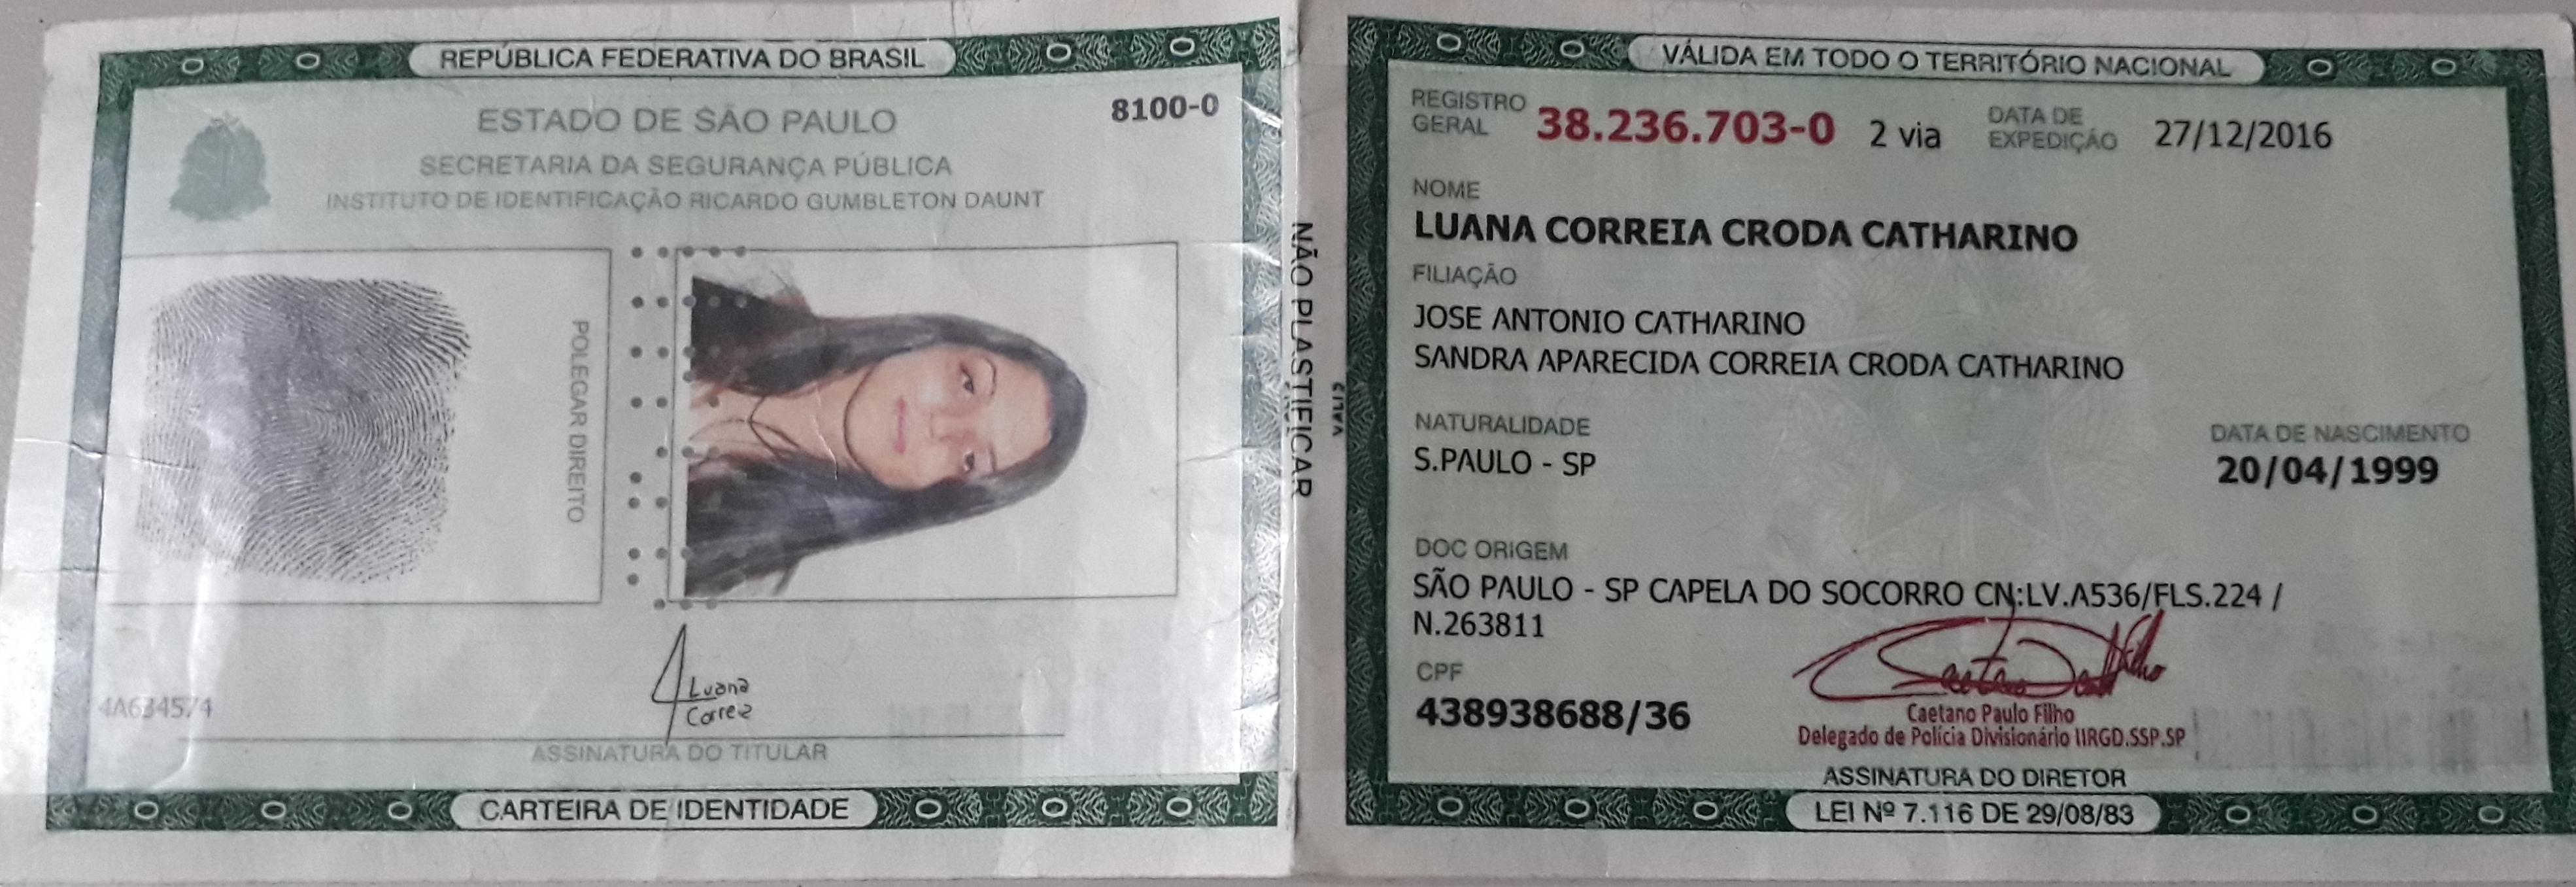 REPÚBLICA FEDERATIVA DO BRASIL
ESTADO DE SÃO PAULO
8100-0
SECRETARIA DA SEGURANÇA PÚBLICA
INSTITUTO DE IDENTIFICAÇÃO RICARDO GUMBLETON DAUNT
POLEGAR DIREITO
Luana
Correia
4A634574
ASSINATURA DO TITULAR
CARTEIRA DE IDENTIDADE
NÃO PLASTIFICAR
VÁLIDA EM TODO O TERRITÓRIO NACIONAL
REGISTRO GERAL 38.236.703-0 2 via DATA DE EXPEDIÇÃO 27/12/2016
NOME
LUANA CORREIA CRODA CATHARINO
FILIAÇÃO
JOSE ANTONIO CATHARINO
SANDRA APARECIDA CORREIA CRODA CATHARINO
NATURALIDADE
S.PAULO - SP
DATA DE NASCIMENTO
20/04/1999
DOC ORIGEM
SÃO PAULO - SP CAPELA DO SOCORRO CN:LV.A536/FLS.224 /
N.263811
CPF
438938688/36
Caetano Paulo Filho
Delegado de Polícia Divisionário IIRGD.SSP.SP
ASSINATURA DO DIRETOR
LEI Nº 7.116 DE 29/08/83